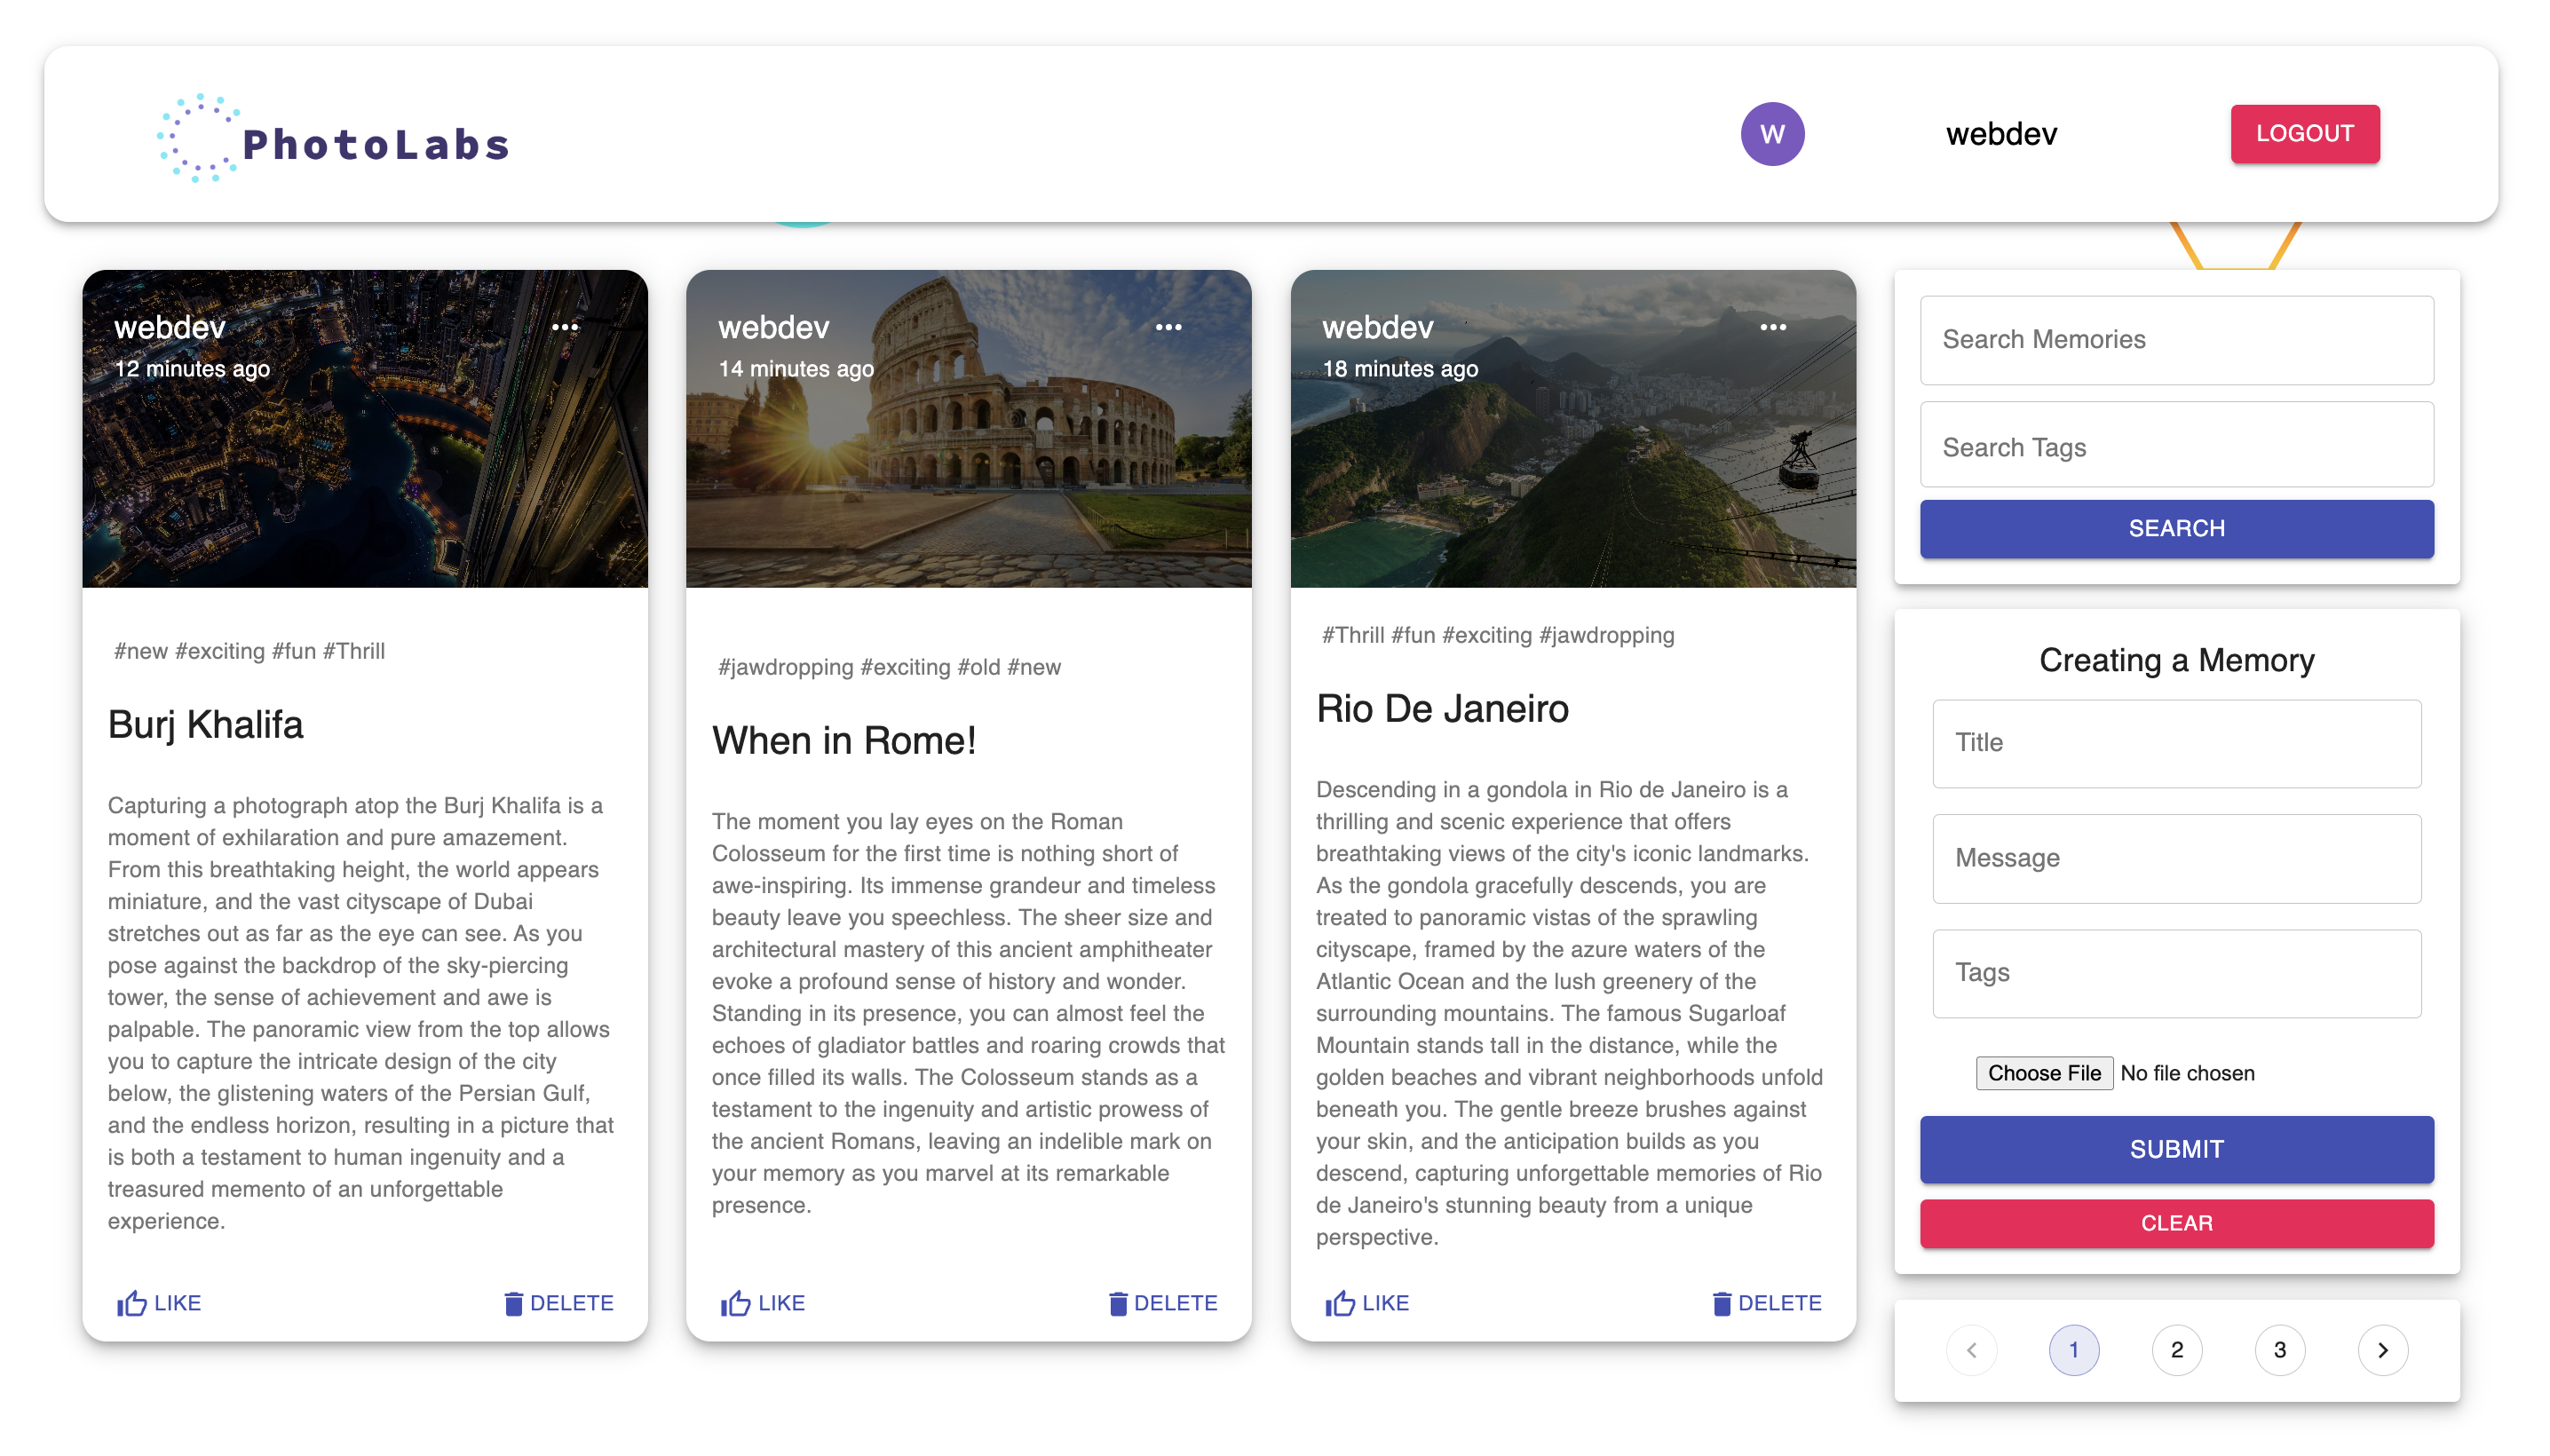 PhotoLabs
W
webdev
LOGOUT
webdev
12 minutes ago
#new #exciting #fun #Thrill
Burj Khalifa
Capturing a photograph atop the Burj Khalifa is a
moment of exhilaration and pure amazement.
From this breathtaking height, the world appears
miniature, and the vast cityscape of Dubai
stretches out as far as the eye can see. As you
pose against the backdrop of the sky-piercing
tower, the sense of achievement and awe is
palpable. The panoramic view from the top allows
you to capture the intricate design of the city
below, the glistening waters of the Persian Gulf,
and the endless horizon, resulting in a picture that
is both a testament to human ingenuity and a
treasured memento of an unforgettable
experience.
LIKE
DELETE
webdev
14 minutes ago
#jawdropping #exciting #old #new
When in Rome!
The moment you lay eyes on the Roman
Colosseum for the first time is nothing short of
awe-inspiring. Its immense grandeur and timeless
beauty leave you speechless. The sheer size and
architectural mastery of this ancient amphitheater
evoke a profound sense of history and wonder.
Standing in its presence, you can almost feel the
echoes of gladiator battles and roaring crowds that
once filled its walls. The Colosseum stands as a
testament to the ingenuity and artistic prowess of
the ancient Romans, leaving an indelible mark on
your memory as you marvel at its remarkable
presence.
LIKE
DELETE
webdev
18 minutes ago
#Thrill #fun #exciting #jawdropping
Rio De Janeiro
Descending in a gondola in Rio de Janeiro is a
thrilling and scenic experience that offers
breathtaking views of the city's iconic landmarks.
As the gondola gracefully descends, you are
treated to panoramic vistas of the sprawling
cityscape, framed by the azure waters of the
Atlantic Ocean and the lush greenery of the
surrounding mountains. The famous Sugarloaf
Mountain stands tall in the distance, while the
golden beaches and vibrant neighborhoods unfold
beneath you. The gentle breeze brushes against
your skin, and the anticipation builds as you
descend, capturing unforgettable memories of Rio
de Janeiro's stunning beauty from a unique
perspective.
LIKE
DELETE
Search Memories
Search Tags
SEARCH
Creating a Memory
Title
Message
Tags
Choose File No file chosen
SUBMIT
CLEAR
1 2 3